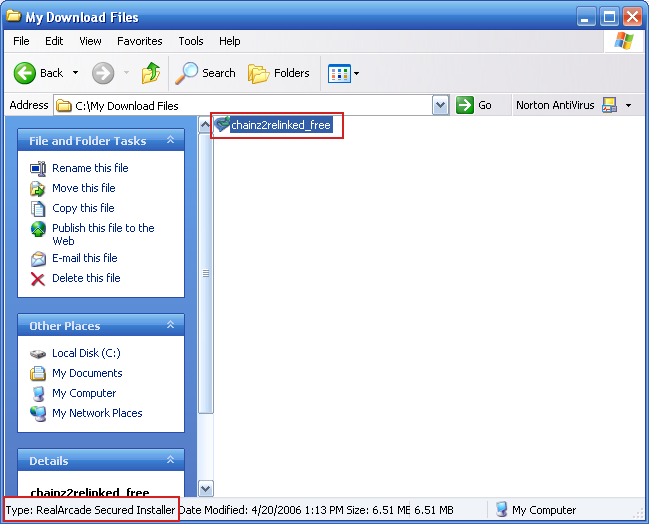 My Download Files
File Edit View Favorites Tools Help
Back Search Folders
Address C:\My Download Files Go Norton AntiVirus
File and Folder Tasks
Rename this file
Move this file
Copy this file
Publish this file to the
Web
E-mail this file
Delete this file
Other Places
Local Disk (C:)
My Documents
My Computer
My Network Places
Details
chainz2relinked_free
chainz2relinked_free
Type: RealArcade Secured Installer Date Modified: 4/20/2006 1:13 PM Size: 6.51 ME 6.51 MB My Computer